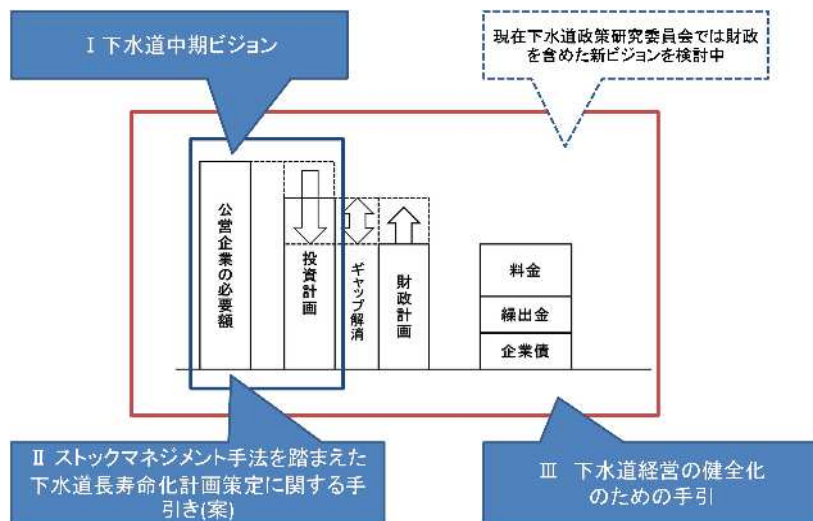 Ⅰ下水道中期ビジョン
現在下水道政策研究委員会では財政
を含めた新ビジョンを検討中
公営企業の必要額
投資計画
ギャップ解消
財政計画
料金
繰出金
企業債
Ⅱ ストックマネジメント手法を踏まえた
下水道長寿命化計画策定に関する手
引き(案)
Ⅲ 下水道経営の健全化
のための手引